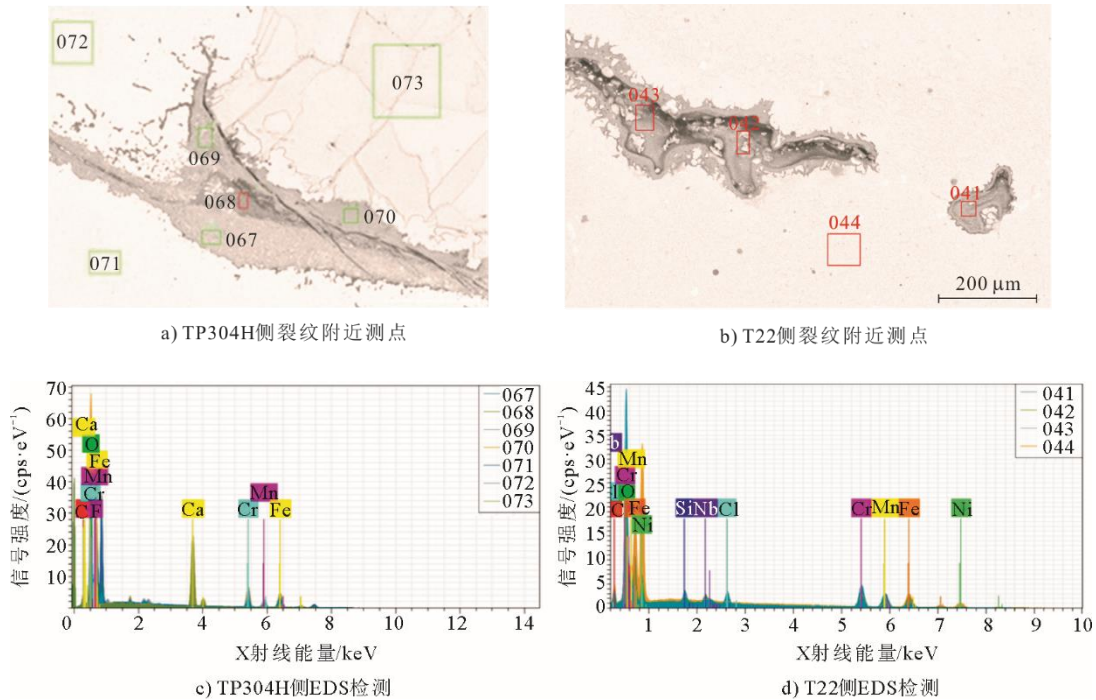 072
073
069
068
070
067
071
a) TP304H侧裂纹附近测点
043
042
041
044
200 μm
b) T22侧裂纹附近测点
信号强度/(cps·eV⁻¹)
70
60
50
40
30
20
10
0
2
4
6
8
10
12
14
Ca
O
Fe
Mn
Cr
C
F
Ca
Cr
Mn
Fe
067
068
069
070
071
072
073
X射线能量/keV
c) TP304H侧EDS检测
信号强度/(cps·eV⁻¹)
45
40
35
30
25
20
15
10
5
0
1
2
3
4
5
6
7
8
9
10
b
Mn
Cr
l
O
C
Fe
Ni
Si
Nb
Cl
Cr
Mn
Fe
Ni
041
042
043
044
X射线能量/keV
d) T22侧EDS检测